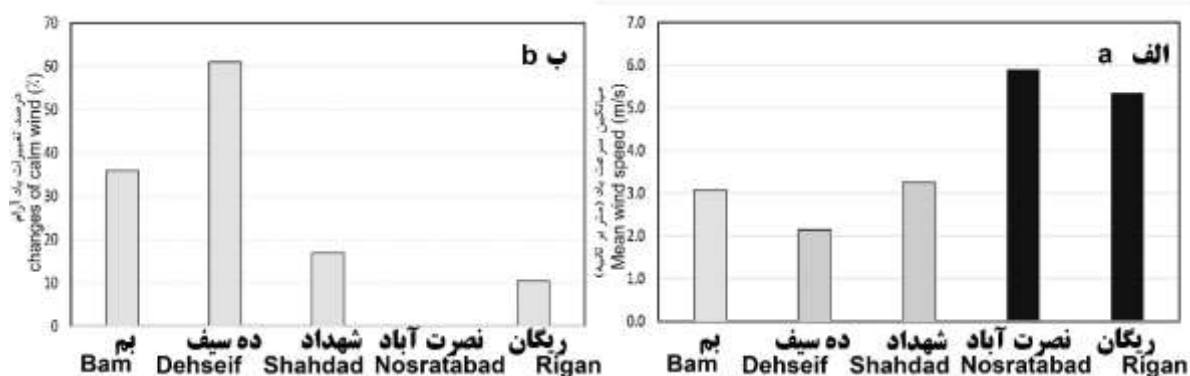 ب b
درصد تغییرات باد آرام
changes of calm wind (٪)
70
60
50
40
30
20
10
0
بم ده سیف شهداد نصرت آباد ریگان
Bam Dehseif Shahdad Nosratabad Rigan
الف a
میانگین سرعت باد (متر بر ثانیه)
Mean wind speed (m/s)
7.0
6.0
5.0
4.0
3.0
2.0
1.0
0.0
بم ده سیف شهداد نصرت آباد ریگان
Bam Dehseif Shahdad Nosratabad Rigan